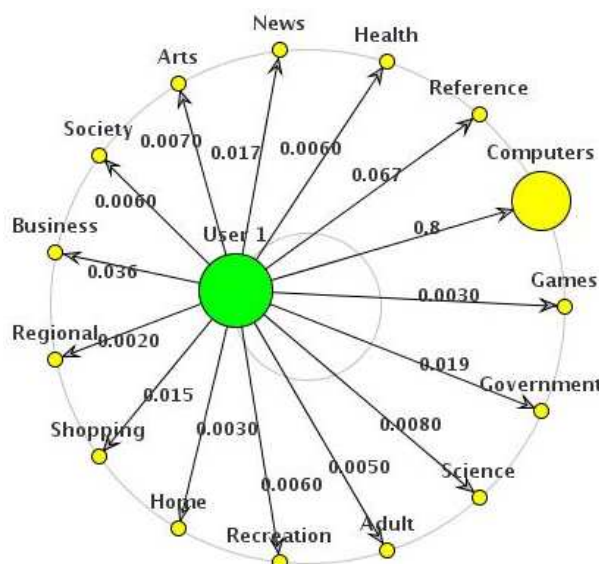 News
Health
Arts
Reference
Society
Computers
0.0070
0.017
0.0060
0.067
0.0060
Business
User 1
0.8
0.036
Games
0.0030
Regional
0.0020
0.019
Government
0.015
Shopping
0.0030
0.0080
0.0060
0.0050
Science
Home
Recreation
Adult